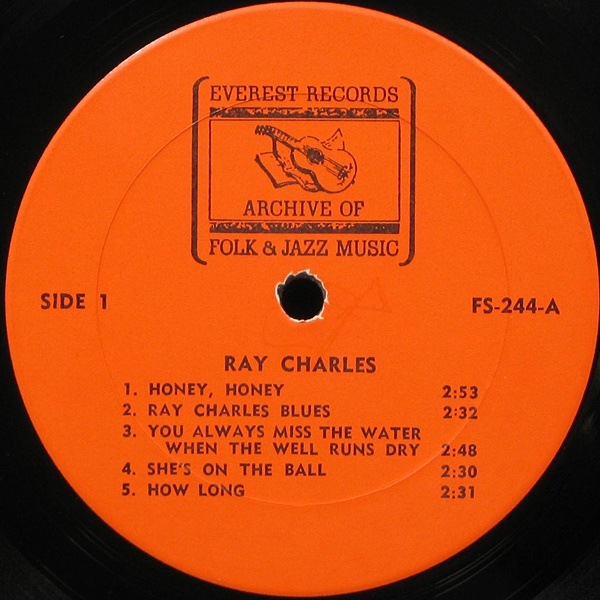 EVEREST RECORDS
ARCHIVE OF
FOLK & JAZZ MUSIC
SIDE 1
FS-244-A
RAY CHARLES
1. HONEY, HONEY 2:53
2. RAY CHARLES BLUES 2:32
3. YOU ALWAYS MISS THE WATER
WHEN THE WELL RUNS DRY 2:48
4. SHE'S ON THE BALL 2:30
5. HOW LONG 2:31